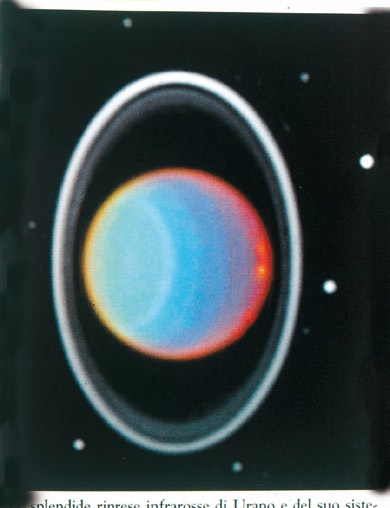 splendide riprese infrarosse di Urano e del suo siste-